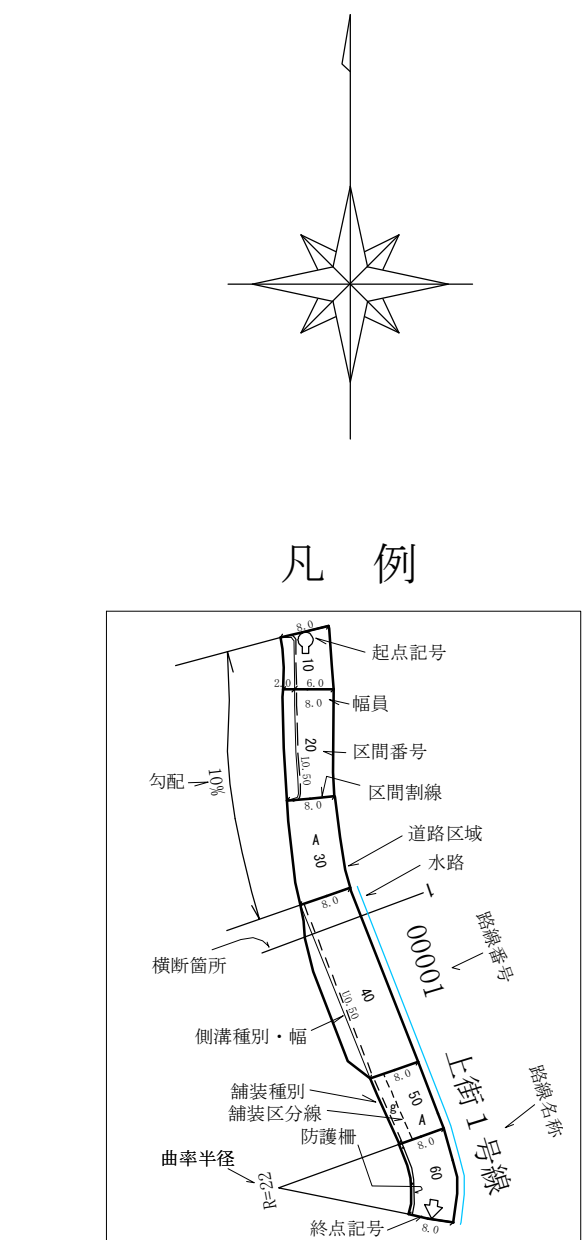 凡 例
8.0
起点記号
10
2.0 6.0
8.0
幅員
20
区間番号
L0.50
勾配
10%
区間割線
8.0
A
30
道路区域
水路
8.0
1
横断箇所
00001
路線番号
40
U0.50
側溝種別・幅
8.0
上街1号線
路線名称
舗装種別
50
g
A
舗装区分線
防護柵
8.0
曲率半径
60
R=22
終点記号
8.0